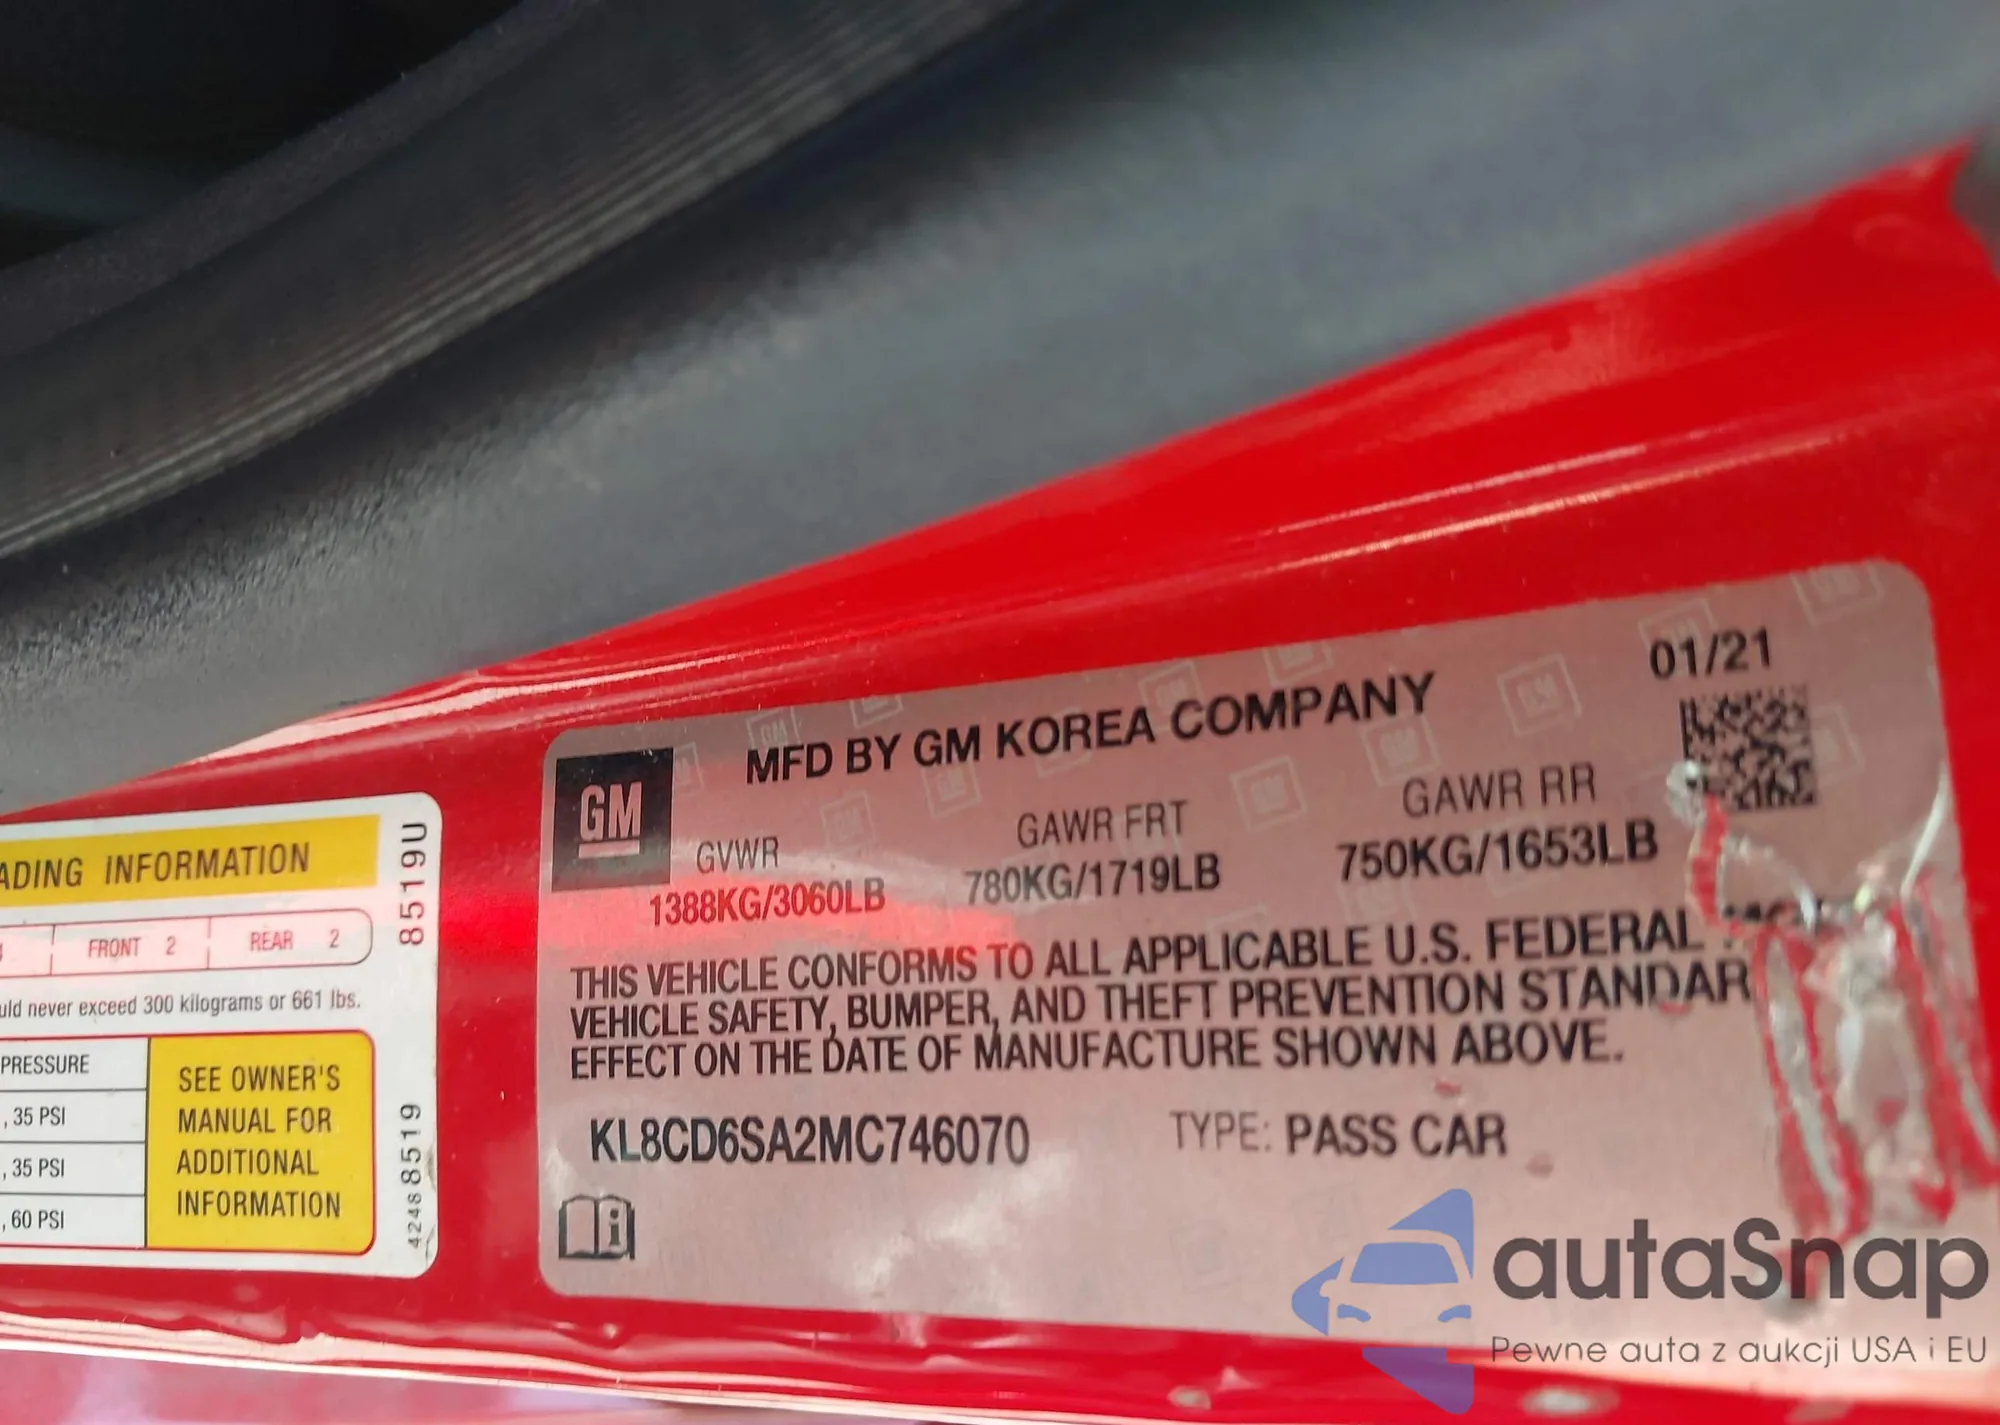 ADING INFORMATION
FRONT 2 REAR 2
uld never exceed 300 kilograms or 661 lbs.
PRESSURE
, 35 PSI
, 35 PSI
, 60 PSI
SEE OWNER'S
MANUAL FOR
ADDITIONAL
INFORMATION
8519U
42488519
GM
MFD BY GM KOREA COMPANY
01/21
GVWR GAWR FRT GAWR RR
1388KG/3060LB 780KG/1719LB 750KG/1653LB
THIS VEHICLE CONFORMS TO ALL APPLICABLE U.S. FEDERAL
VEHICLE SAFETY, BUMPER, AND THEFT PREVENTION STANDAR
EFFECT ON THE DATE OF MANUFACTURE SHOWN ABOVE.
KL8CD6SA2MC746070 TYPE: PASS CAR
i
autaSnap
Pewne auta z aukcji USA i EU